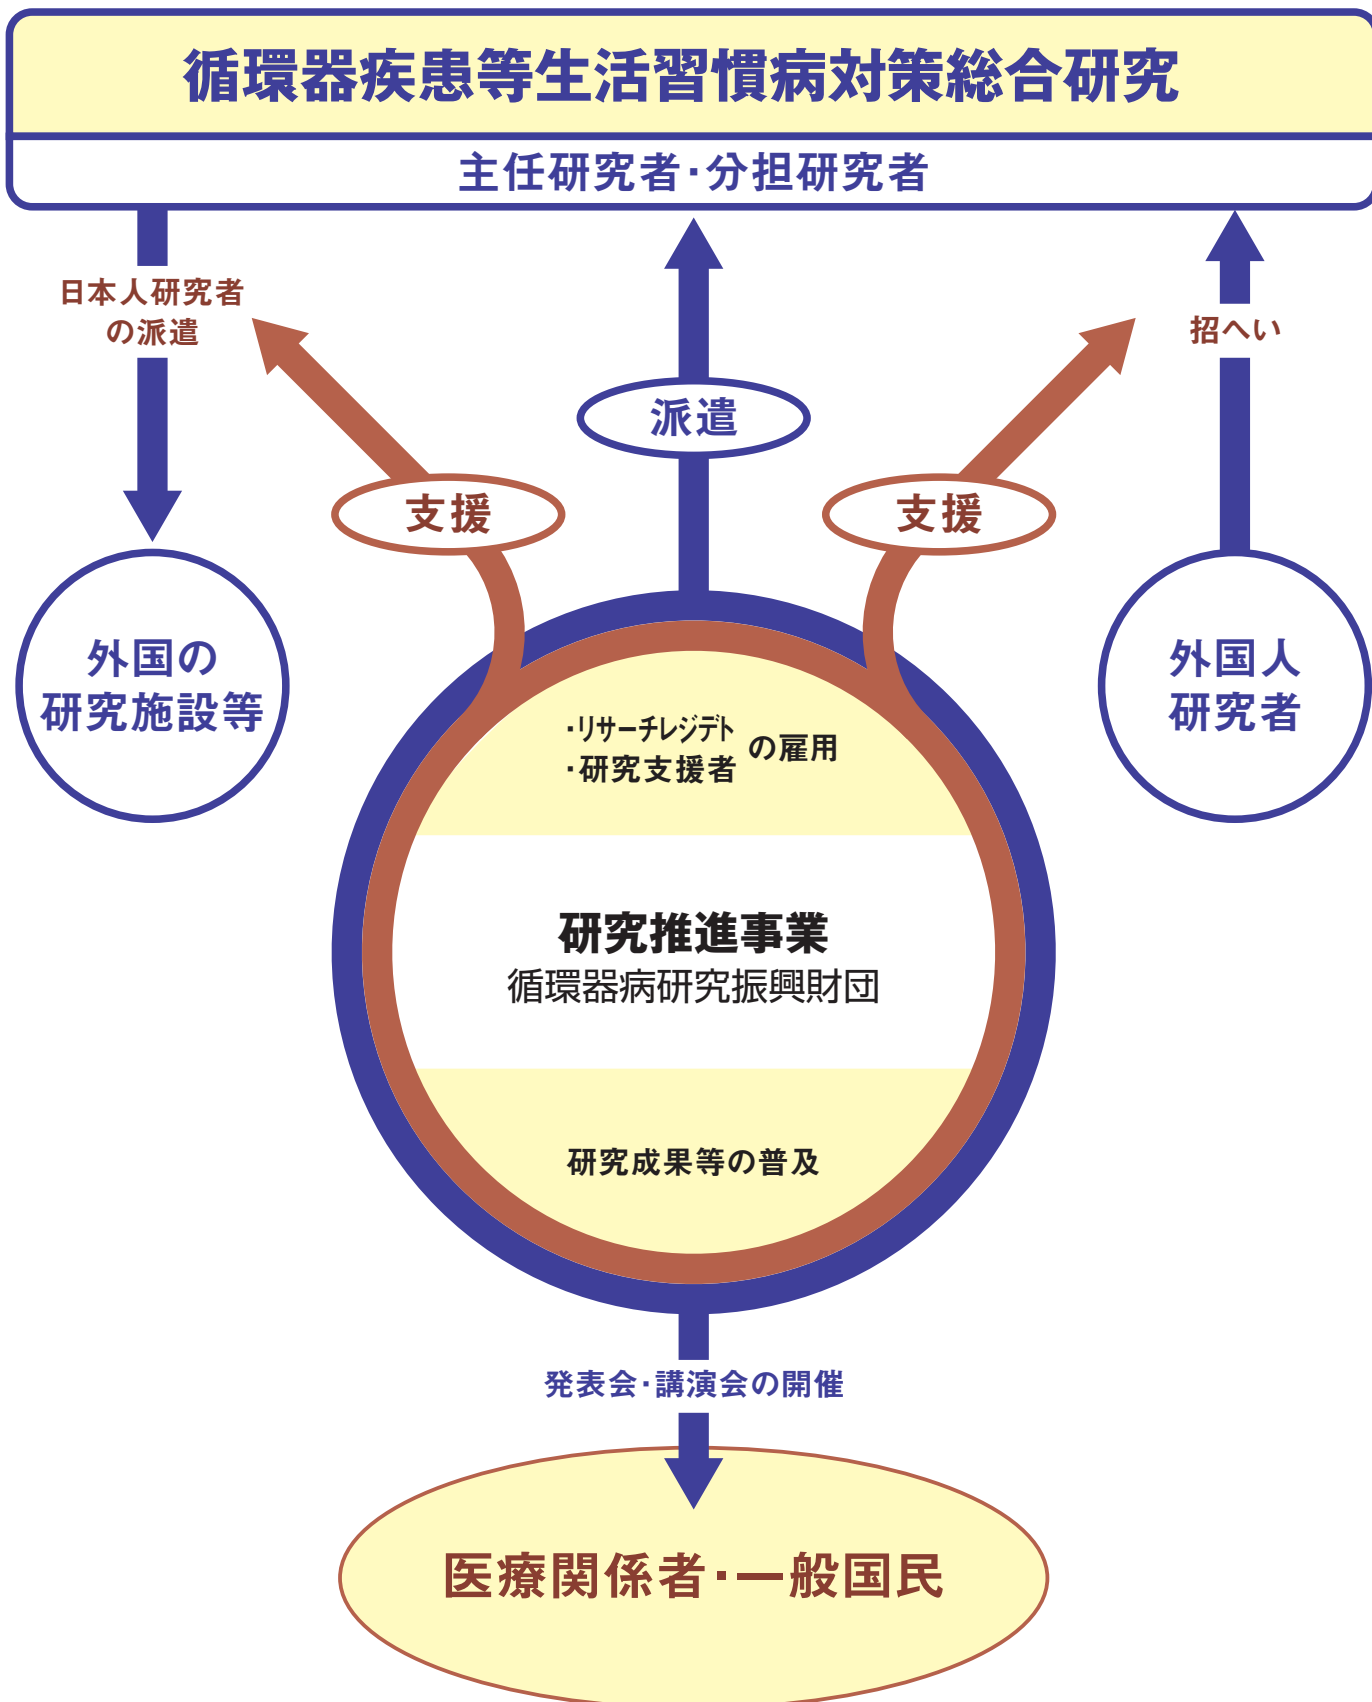 循環器疾患等生活習慣病対策総合研究
主任研究者・分担研究者
日本人研究者
の派遣
招へい
派遣
支援
支援
外国の
研究施設等
外国人
研究者
・リサーチレジデト
・研究支援者
の雇用
研究推進事業
循環器病研究振興財団
研究成果等の普及
発表会・講演会の開催
医療関係者・一般国民